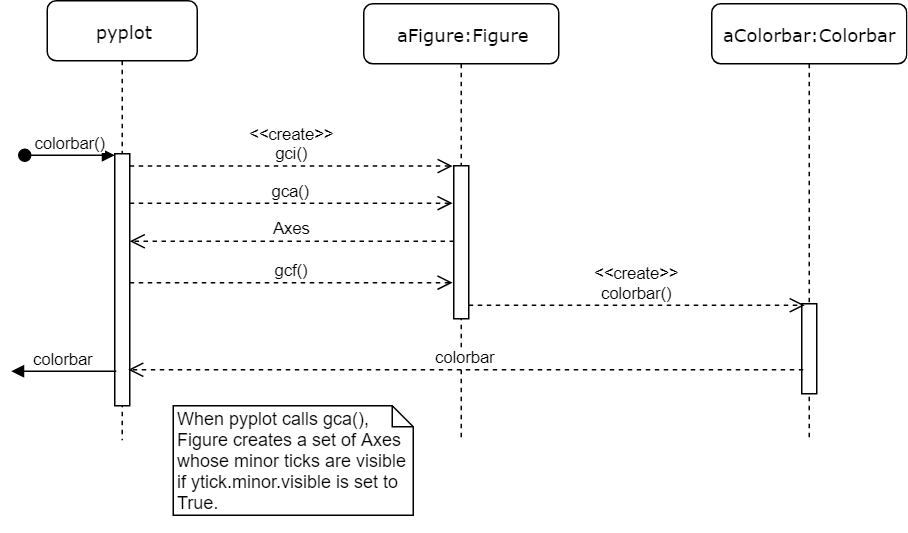 pyplot
aFigure:Figure
aColorbar:Colorbar
colorbar()
<<create>>
gci()
gca()
Axes
gcf()
<<create>>
colorbar()
colorbar
colorbar
When pyplot calls gca(),
Figure creates a set of Axes
whose minor ticks are visible
if ytick.minor.visible is set to
True.